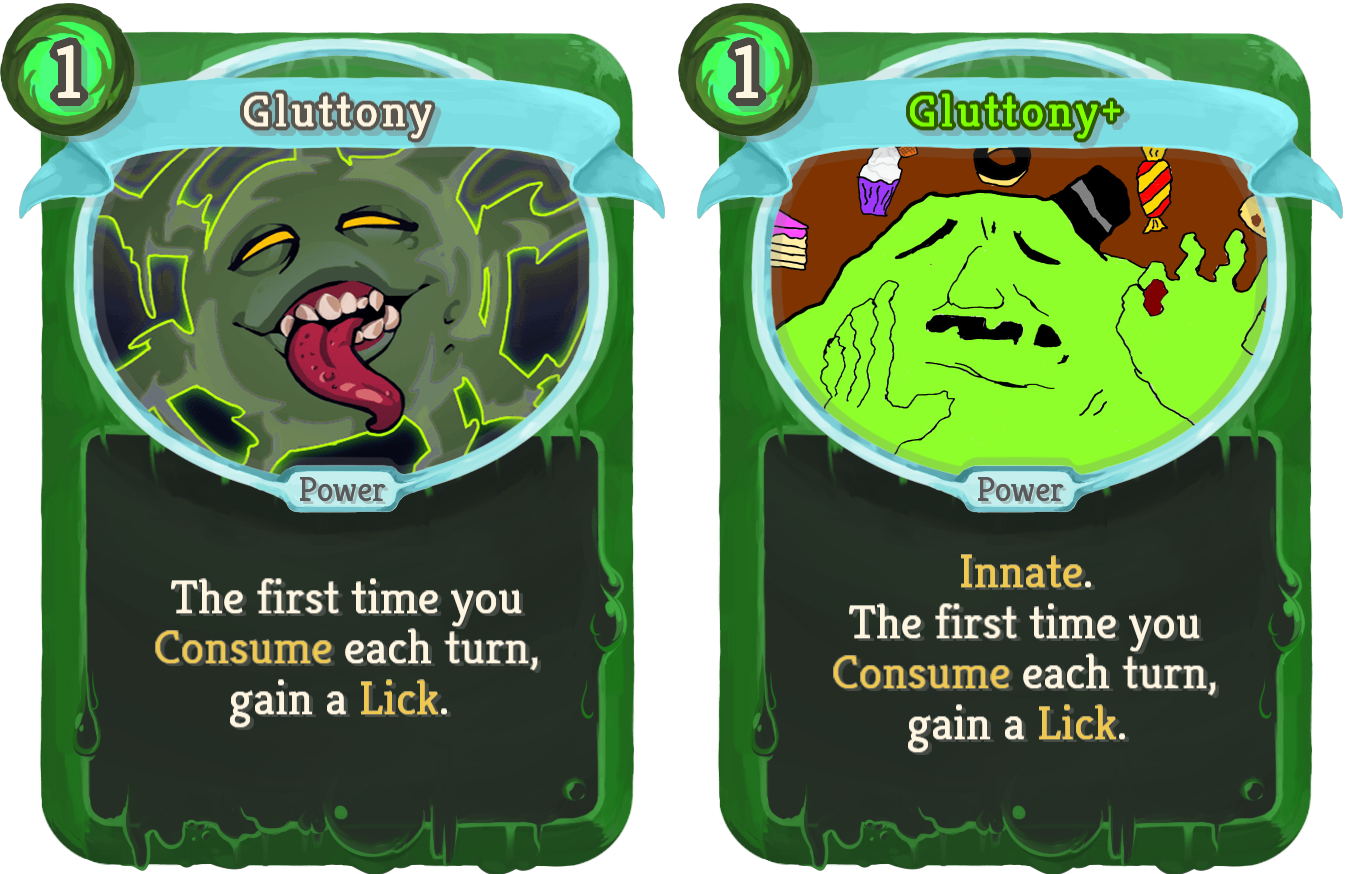 1
Gluttony
Power
The first time you
Consume each turn,
gain a Lick.
1
Gluttony+
Power
Innate.
The first time you
Consume each turn,
gain a Lick.